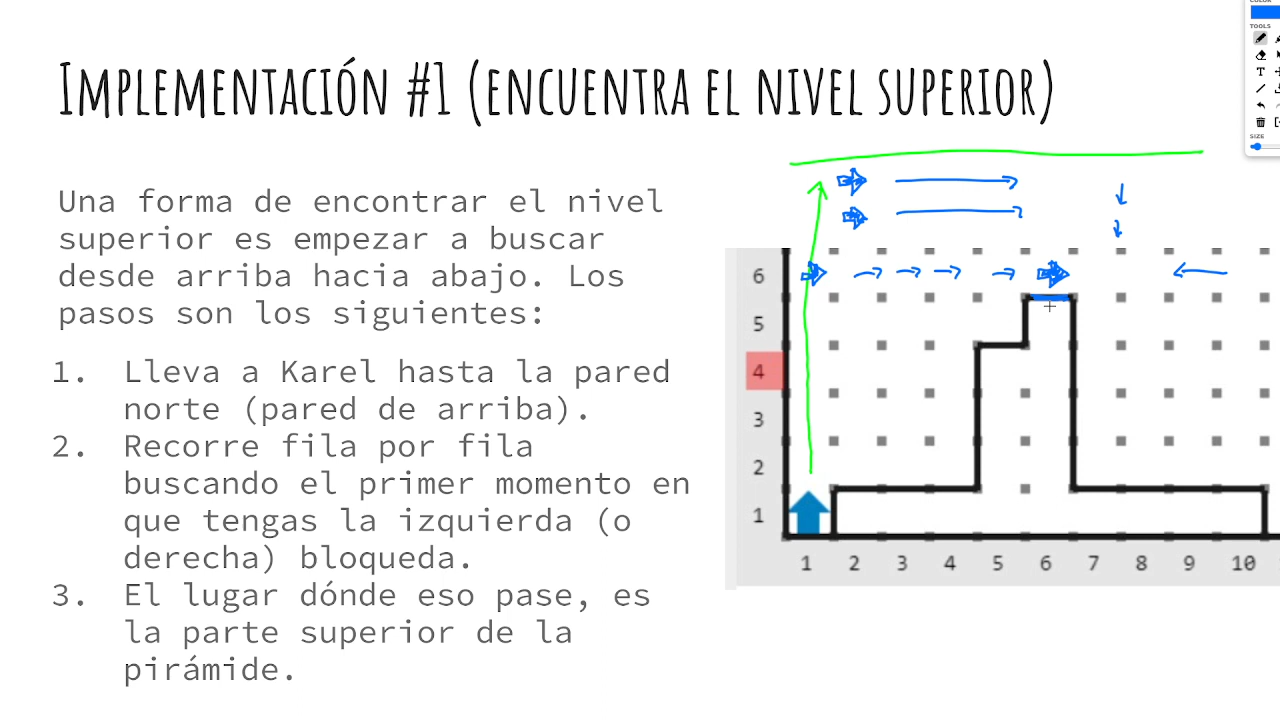 Implementación #1 (encuentra el nivel superior)
Una forma de encontrar el nivel
superior es empezar a buscar
desde arriba hacia abajo. Los
pasos son los siguientes:
1. Lleva a Karel hasta la pared
norte (pared de arriba).
2. Recorre fila por fila
buscando el primer momento en
que tengas la izquierda (o
derecha) bloqueda.
3. El lugar dónde eso pase, es
la parte superior de la
pirámide.
6
5
4
3
2
1
1 2 3 4 5 6 7 8 9 10
TOOLS
T
SIZE